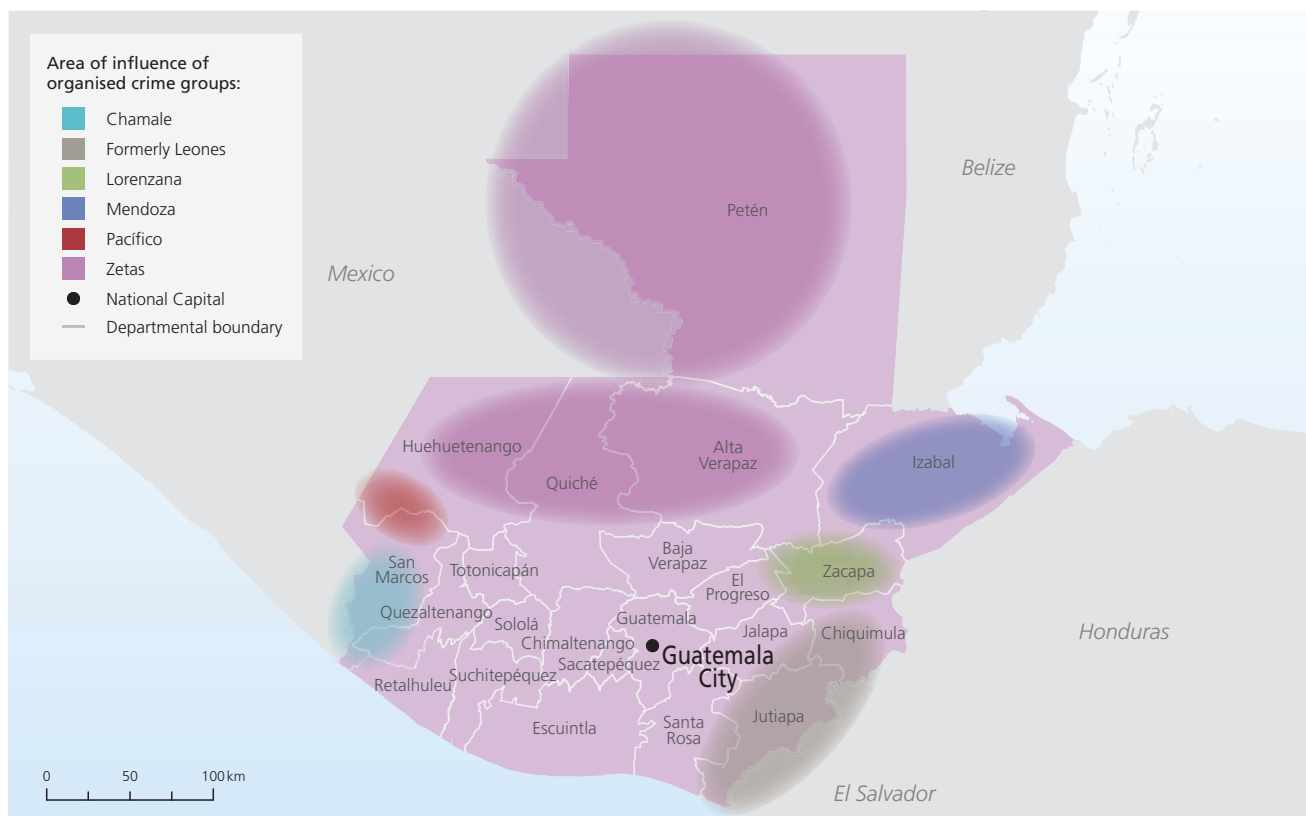 Area of influence of
organised crime groups:
Chamale
Formerly Leones
Lorenzana
Mendoza
Pacífico
Zetas
National Capital
Departmental boundary
Belize
Petén
Mexico
Huehuetenango
Alta
Verapaz
Izabal
Quiché
San
Marcos
Totonicapán
Baja
Verapaz
El
Progreso
Zacapa
Quezaltenango
Sololá
Guatemala
Chimaltenango
Jalapa
Chiquimula
Honduras
Sacatepéquez
Guatemala
City
Retalhuleu
Suchitepéquez
Escuintla
Santa
Rosa
Jutiapa
El Salvador
0 50 100 km